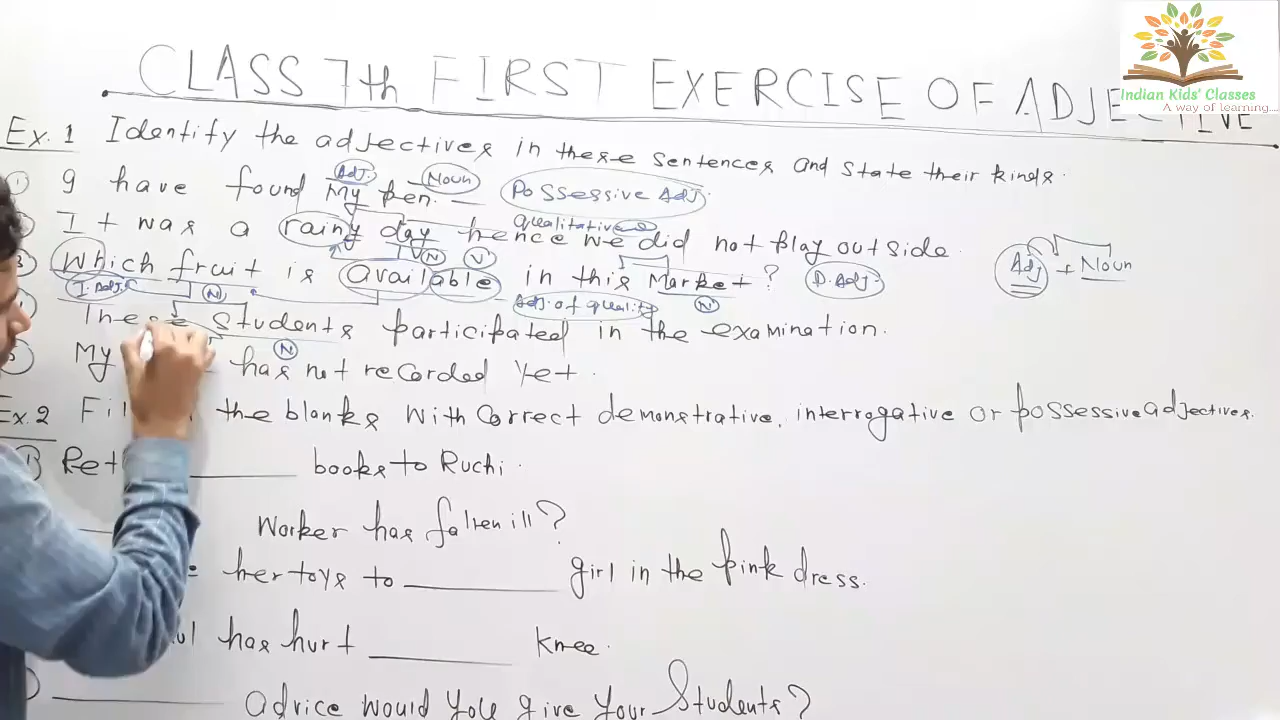 CLASS 7th FIRST EXERCISE OF ADJECTIVE
Indian Kids' Classes
A way of learning....
Ex. 1 Identify the adjectives in these sentences and state their kinds.
Adj. Noun
1 I have found My pen. Possessive Adj.
qualitative
2 It was a rainy day hence we did not play outside.
N V
3 Which fruit is available in this Market? D. Adj.
Adj + Noun
I. Adj. N Adj. of quality N
These students participated in the examination.
N
My has not recorded yet.
Ex. 2 the blanks with correct demonstrative, interrogative or possessive adjectives.
1 books to Ruchi.
Worker has fallen ill?
her toys to girl in the pink dress.
has hurt knee.
advice would you give your students?